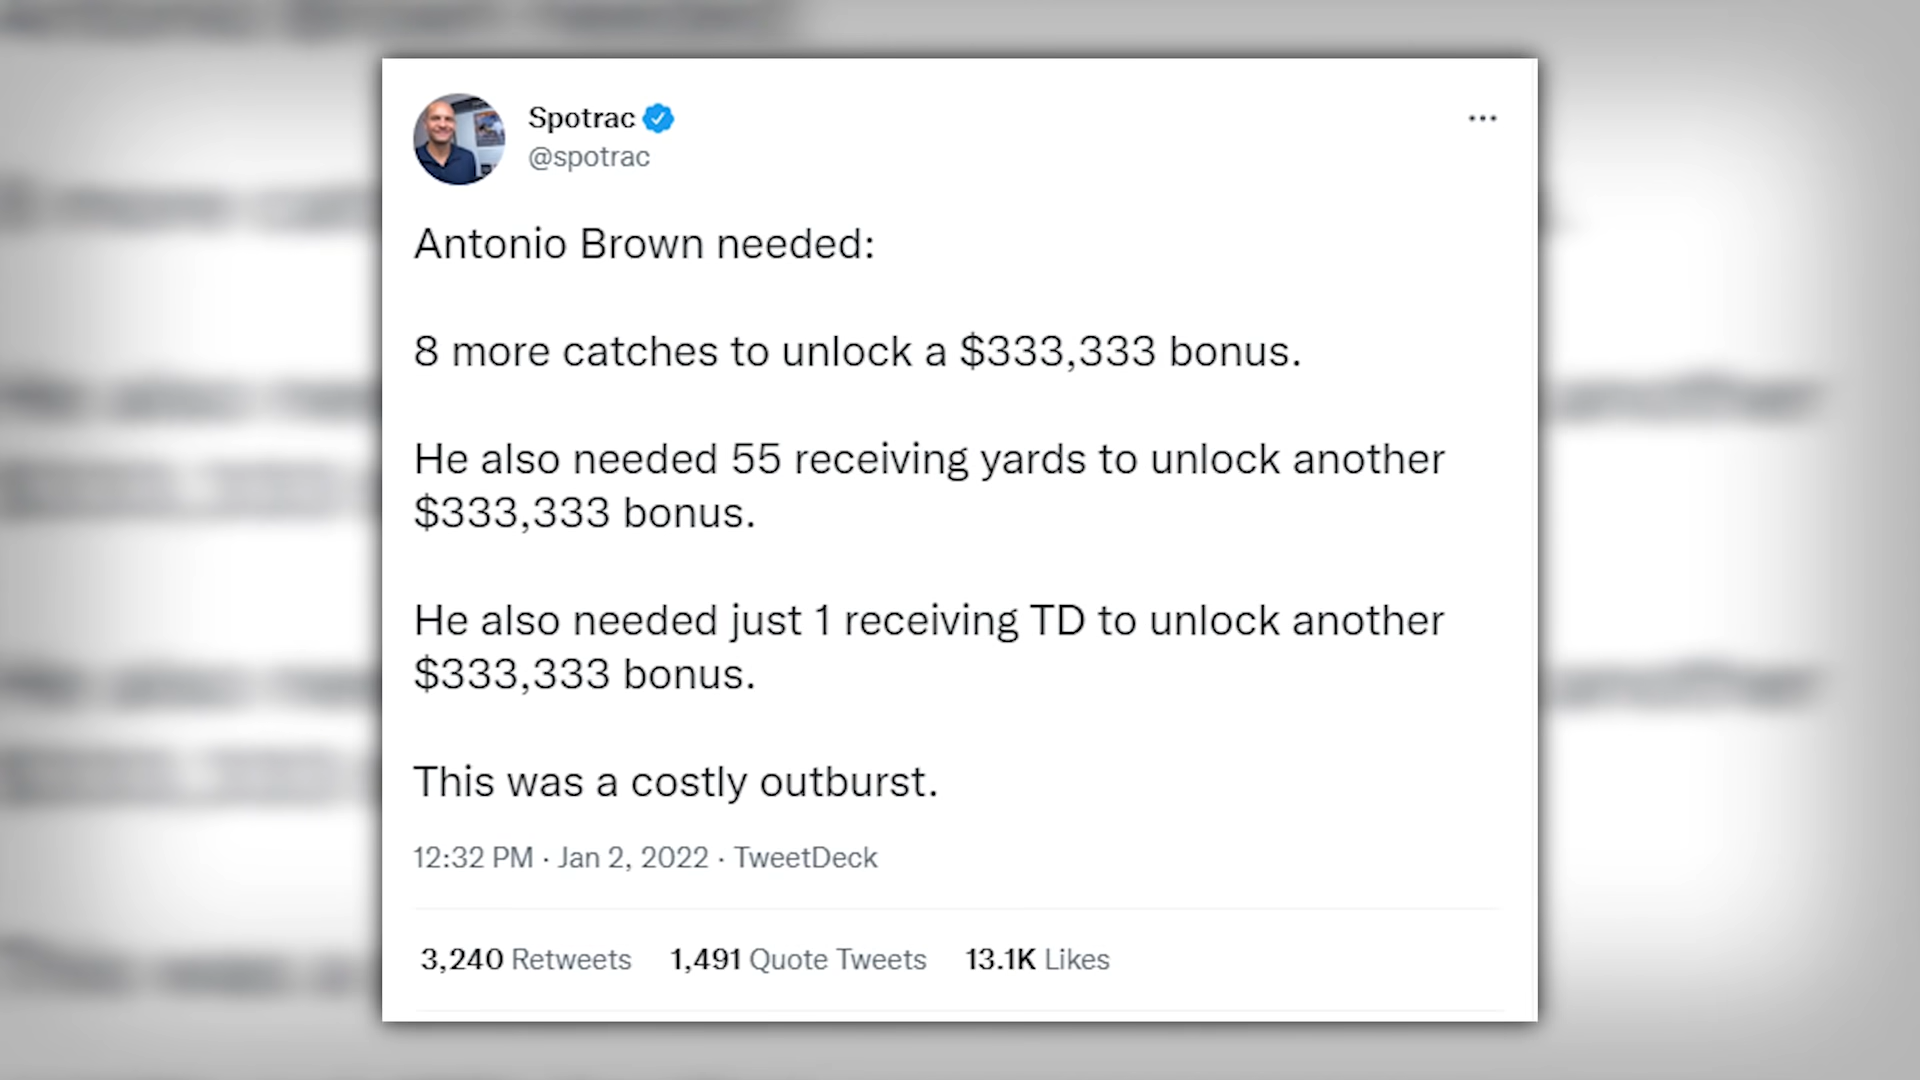 Spotrac
@spotrac
Antonio Brown needed:
8 more catches to unlock a $333,333 bonus.
He also needed 55 receiving yards to unlock another
$333,333 bonus.
He also needed just 1 receiving TD to unlock another
$333,333 bonus.
This was a costly outburst.
12:32 PM · Jan 2, 2022 · TweetDeck
3,240 Retweets 1,491 Quote Tweets 13.1K Likes